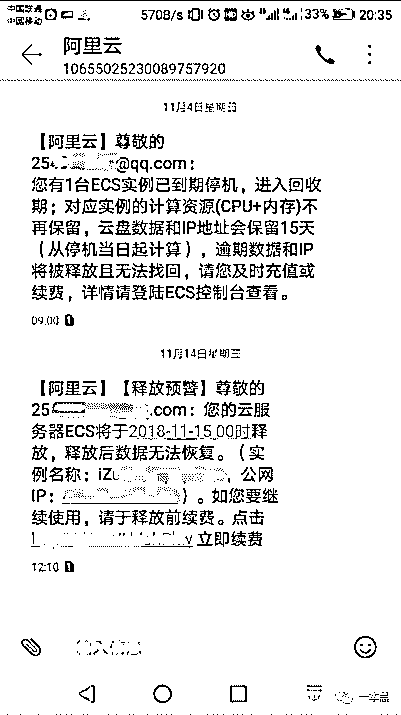 中国联通
中国移动
5708/s 33% 20:35
阿里云
10655025230089757920
11月4日星期日
【阿里云】尊敬的
25 @qq.com：
您有1台ECS实例已到期停机，进入回收
期；对应实例的计算资源(CPU+内存)不
再保留，云盘数据和IP地址会保留15天
（从停机当日起计算），逾期数据和IP
将被释放且无法找回，请您及时充值或
续费，详情请登陆ECS控制台查看。
09:00 1
11月14日星期三
【阿里云】【释放预警】尊敬的
25 .com：您的云服
务器ECS将于2018-11-15,00时释
放，释放后数据无法恢复。（实
例名称：iZ ，公网
IP： ）。如您要继
续使用，请于释放前续费。点击
立即续费
12:10 1